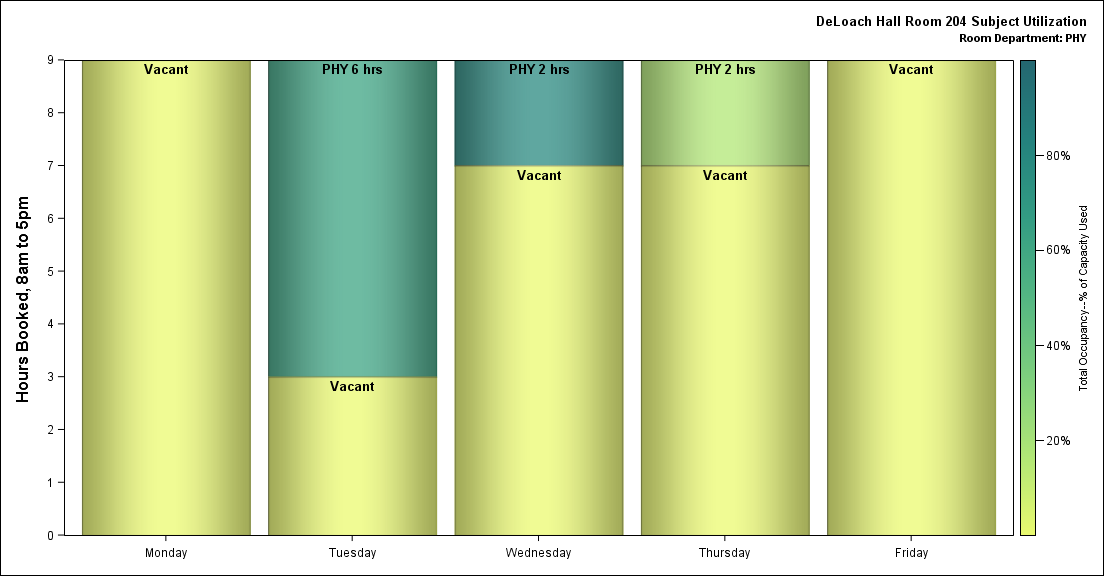 DeLoach Hall Room 204 Subject Utilization
Room Department: PHY
Hours Booked, 8am to 5pm
9
8
7
6
5
4
3
2
1
0
Vacant
PHY 6 hrs
Vacant
PHY 2 hrs
Vacant
PHY 2 hrs
Vacant
Vacant
Monday
Tuesday
Wednesday
Thursday
Friday
80%
60%
40%
20%
Total Occupancy--% of Capacity Used